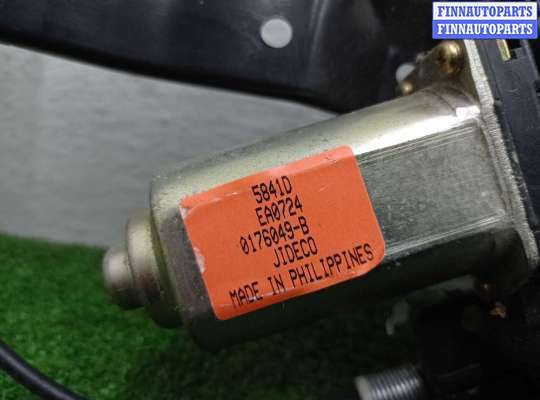 FINNAUTOPARTS
FINNAUTOPARTS
5841D
EA0724
0176049-B
JIDECO
MADE IN PHILIPPINES